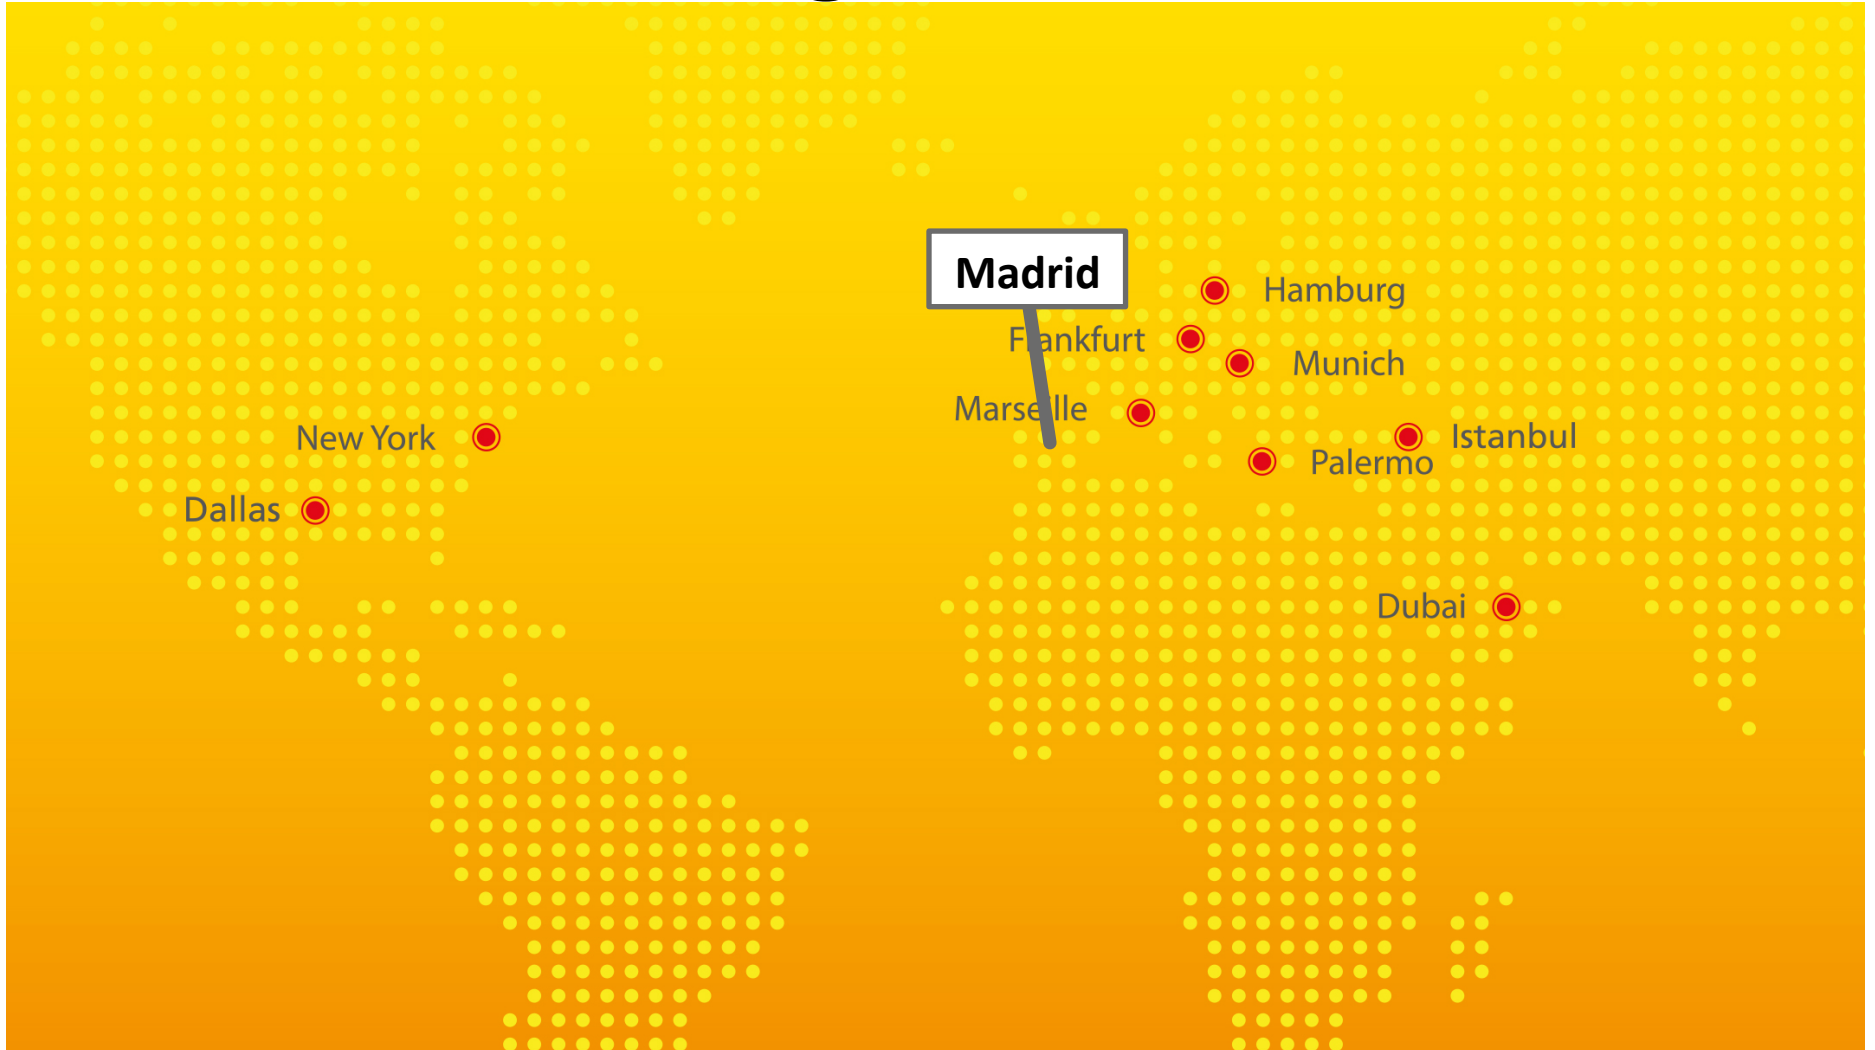 Madrid
Hamburg
Frankfurt
Munich
Marseille
New York
Istanbul
Palermo
Dallas
Dubai